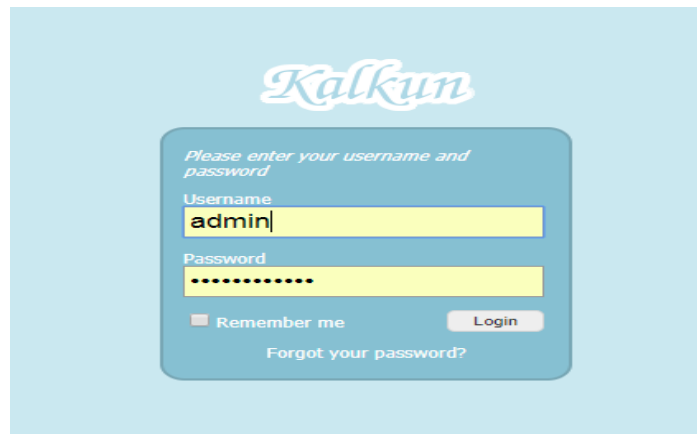 Kalkun
Please enter your username and
password
Username
admin
Password
••••••••••••
Remember me
Login
Forgot your password?